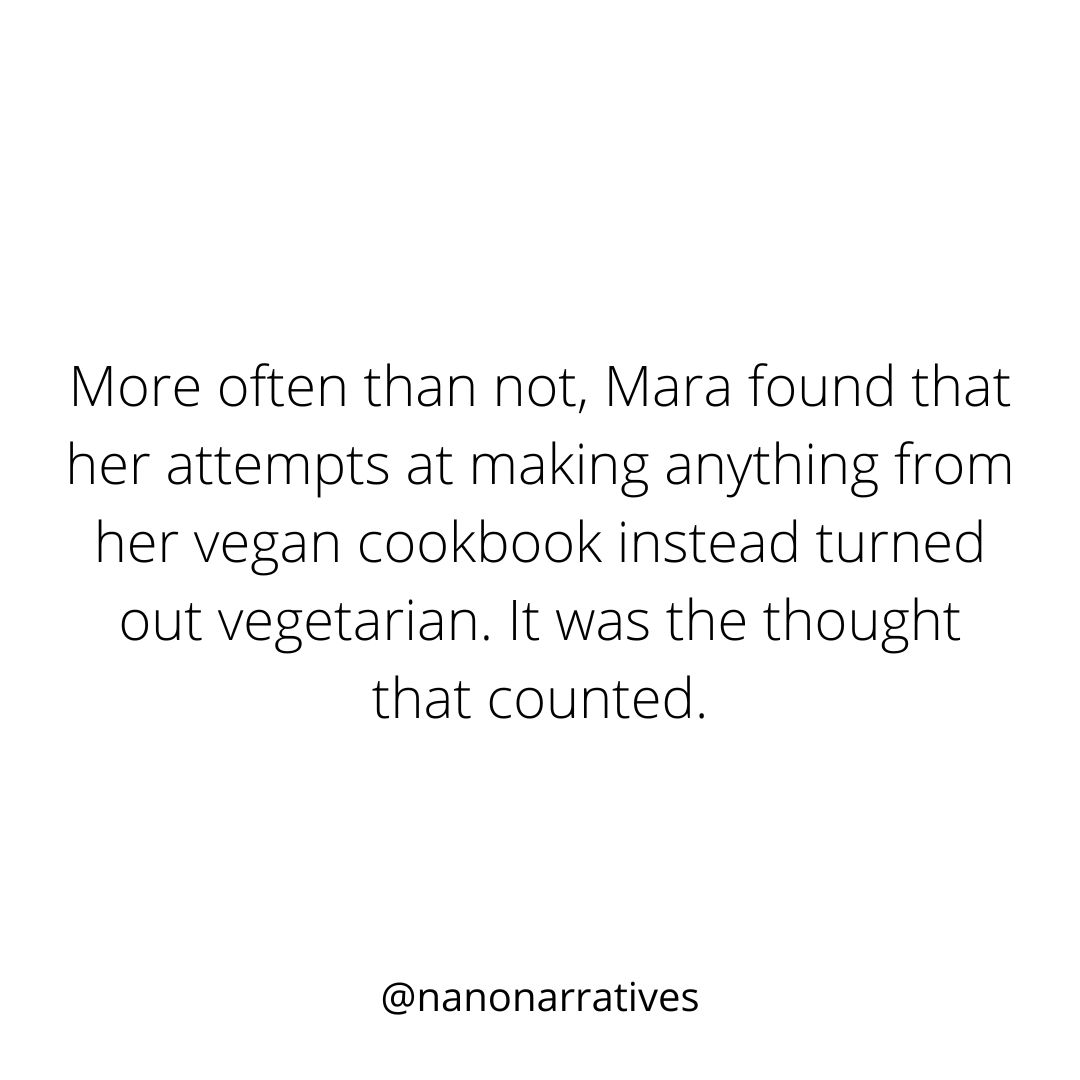 More often than not, Mara found that
her attempts at making anything from
her vegan cookbook instead turned
out vegetarian. It was the thought
that counted.
@nanonarratives